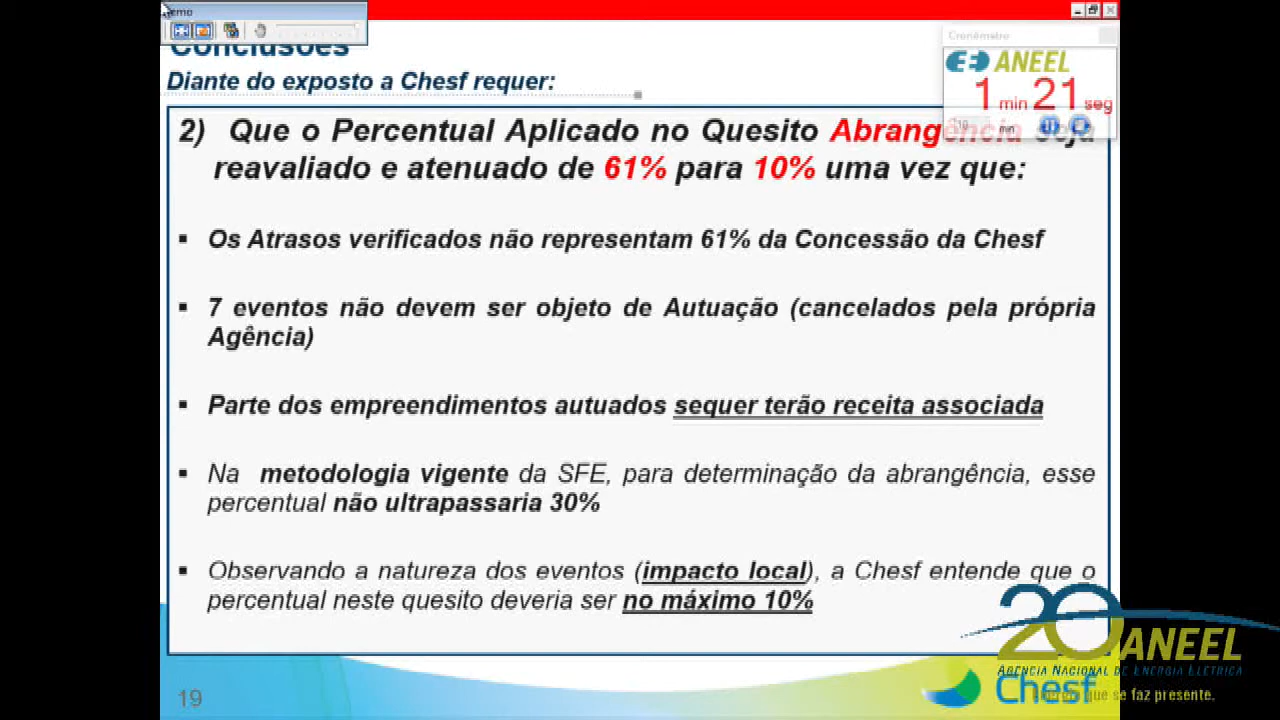 Conclusões
Diante do exposto a Chesf requer:
Cronômetro
ANEEL
1 min 21 seg
19 min
2) Que o Percentual Aplicado no Quesito Abrangência seja
reavaliado e atenuado de 61% para 10% uma vez que:
▪ Os Atrasos verificados não representam 61% da Concessão da Chesf
▪ 7 eventos não devem ser objeto de Autuação (cancelados pela própria
Agência)
▪ Parte dos empreendimentos autuados sequer terão receita associada
▪ Na metodologia vigente da SFE, para determinação da abrangência, esse
percentual não ultrapassaria 30%
▪ Observando a natureza dos eventos (impacto local), a Chesf entende que o
percentual neste quesito deveria ser no máximo 10%
20 ANEEL
AGÊNCIA NACIONAL DE ENERGIA ELÉTRICA
Chesf
que se faz presente.
19